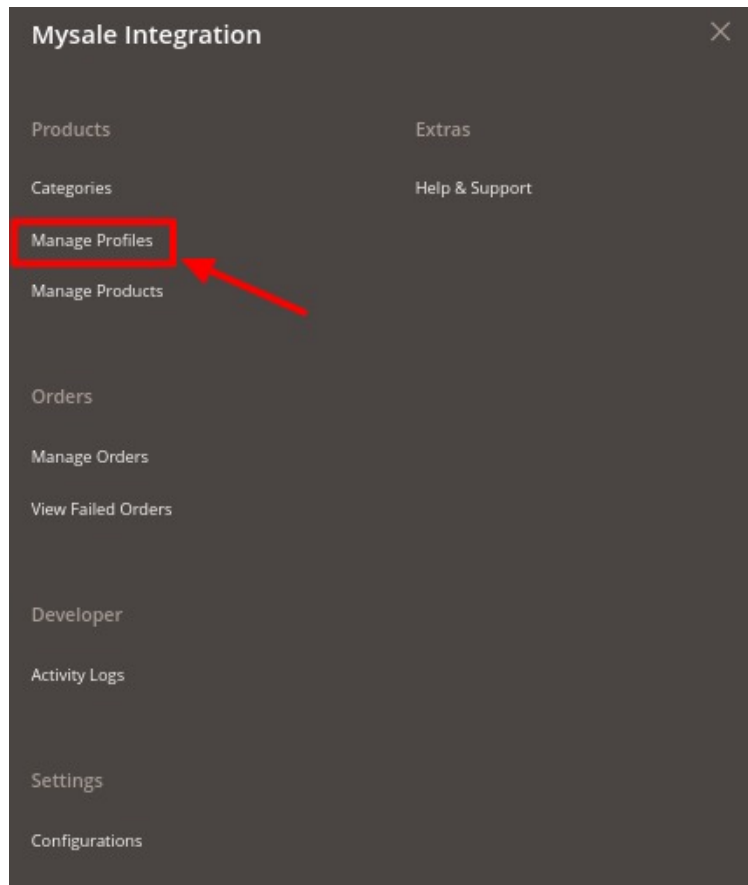 Mysale Integration
Products
Categories
Manage Profiles
Manage Products
Orders
Manage Orders
View Failed Orders
Developer
Activity Logs
Settings
Configurations
Extras
Help & Support